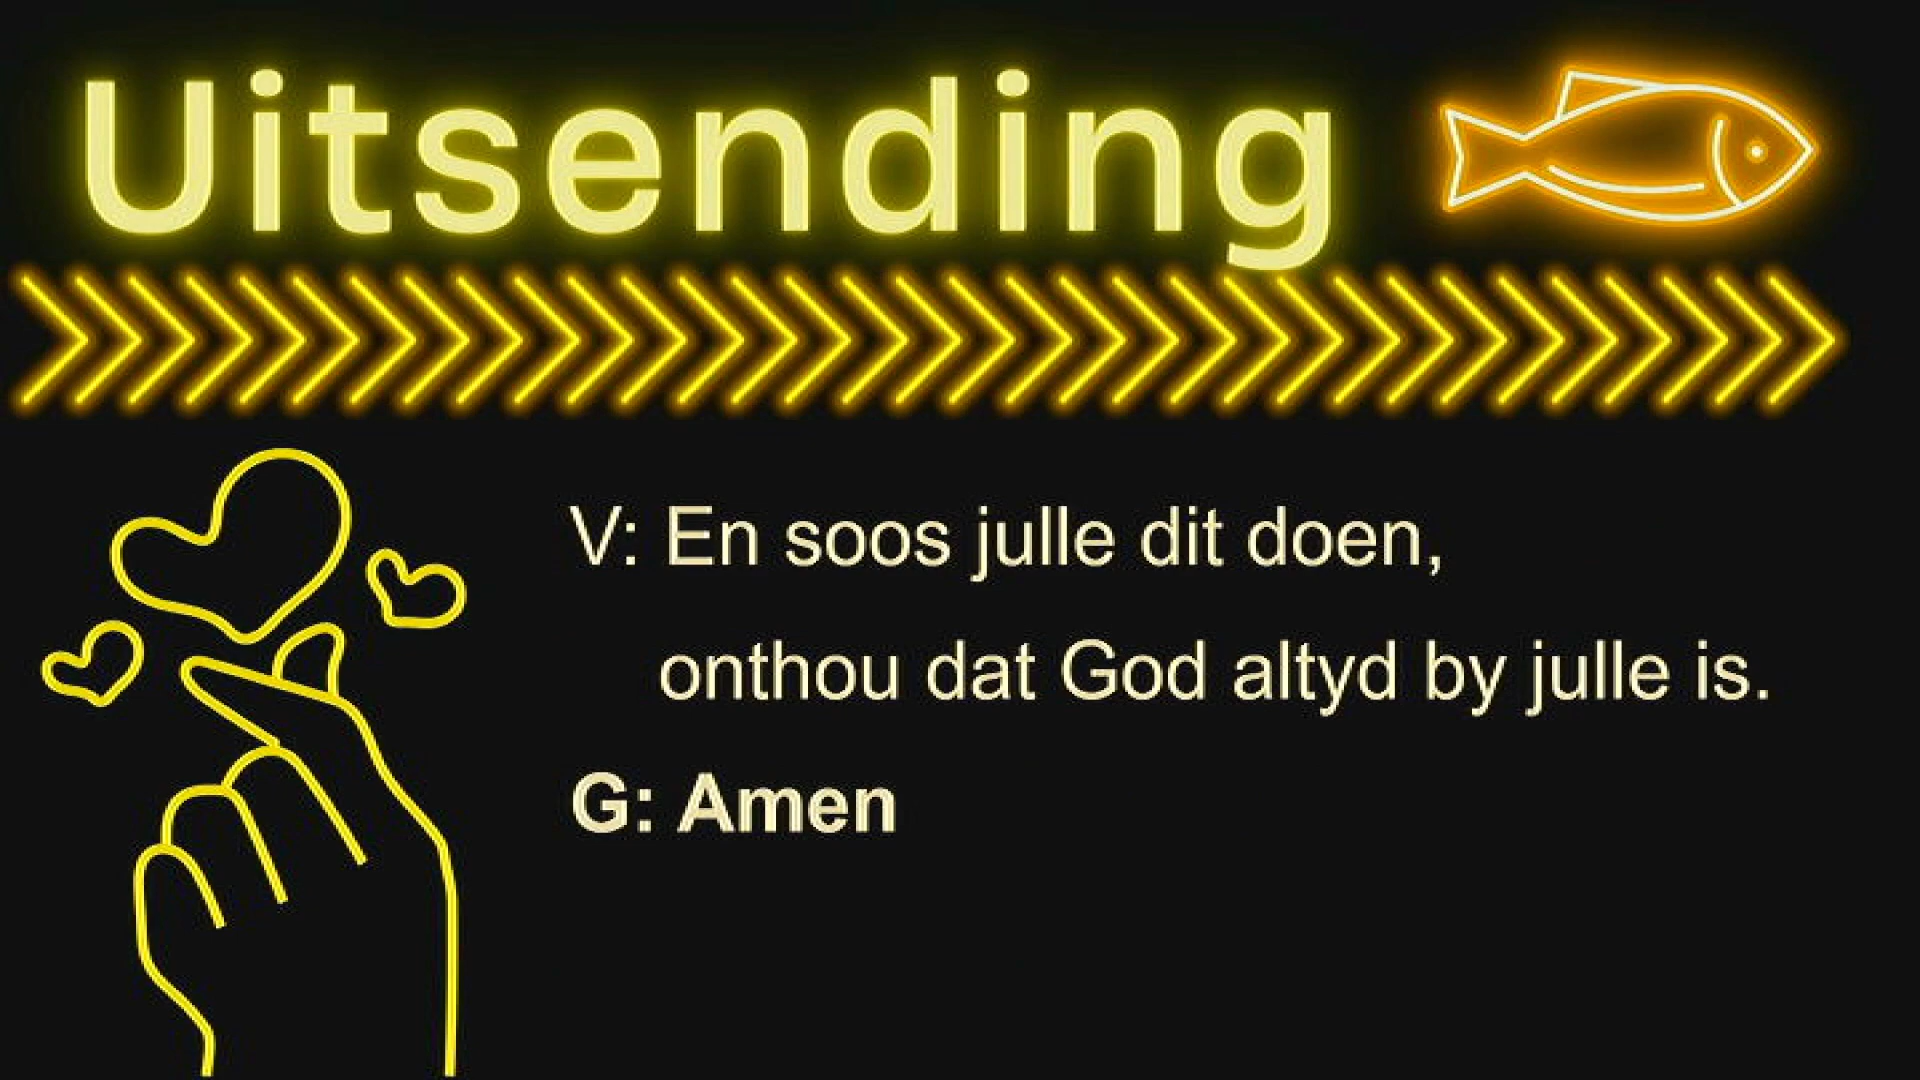 Uitsending
V: En soos julle dit doen,
onthou dat God altyd by julle is.
G: Amen